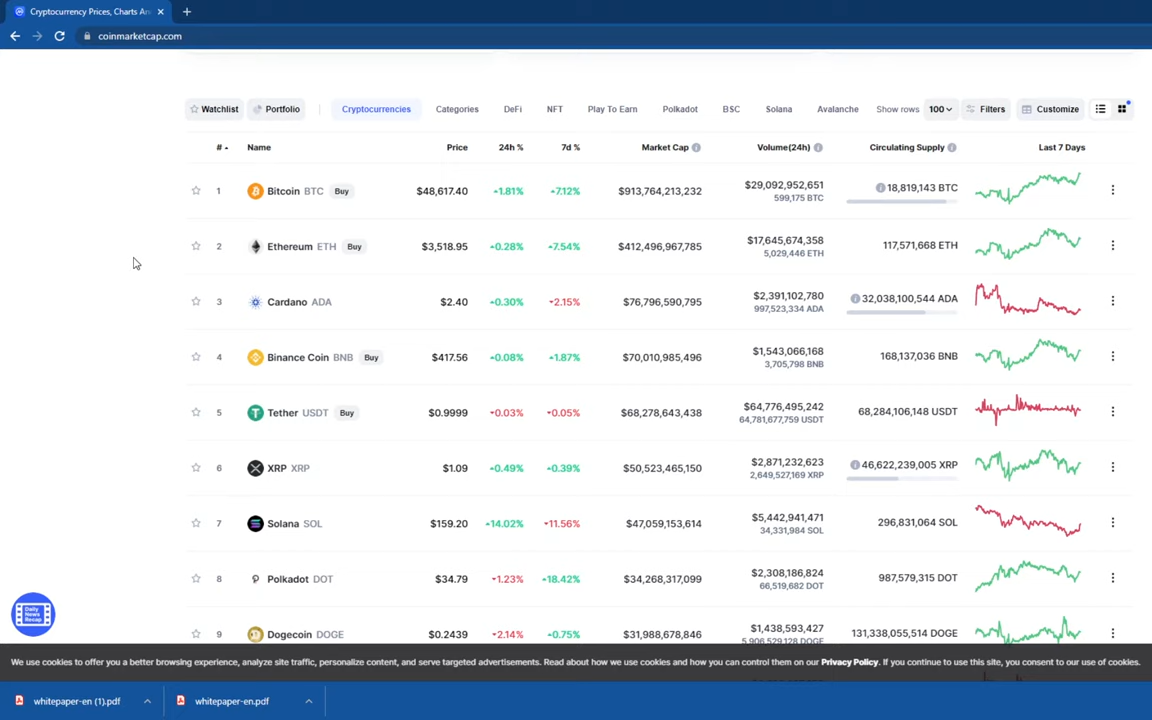 Cryptocurrency Prices, Charts An
coinmarketcap.com
Watchlist Portfolio Cryptocurrencies Categories DeFi NFT Play To Earn Polkadot BSC Solana Avalanche Show rows 100 Filters Customize
# Name Price 24h % 7d % Market Cap Volume(24h) Circulating Supply Last 7 Days
1 Bitcoin BTC Buy $48,617.40 1.81% 7.12% $913,764,213,232 $29,092,952,651 18,819,143 BTC
599,175 BTC
2 Ethereum ETH Buy $3,518.95 0.28% 7.54% $412,496,967,785 $17,645,674,358 117,571,668 ETH
5,029,446 ETH
3 Cardano ADA $2.40 0.30% 2.15% $76,796,590,795 $2,391,102,780 32,038,100,544 ADA
997,523,334 ADA
4 Binance Coin BNB Buy $417.56 0.08% 1.87% $70,010,985,496 $1,543,066,168 168,137,036 BNB
3,705,798 BNB
5 Tether USDT Buy $0.9999 0.03% 0.05% $68,278,643,438 $64,776,495,242 68,284,106,148 USDT
64,781,677,759 USDT
6 XRP XRP $1.09 0.49% 0.39% $50,523,465,150 $2,871,232,623 46,622,239,005 XRP
2,649,527,169 XRP
7 Solana SOL $159.20 14.02% 11.56% $47,059,153,614 $5,442,941,471 296,831,064 SOL
34,331,984 SOL
8 Polkadot DOT $34.79 1.23% 18.42% $34,268,317,099 $2,308,186,824 987,579,315 DOT
66,519,682 DOT
9 Dogecoin DOGE $0.2439 2.14% 0.75% $31,988,678,846 $1,438,593,427 131,338,055,514 DOGE
5,906,529,128 DOGE
Daily
News
Recap
We use cookies to offer you a better browsing experience, analyze site traffic, personalize content, and serve targeted advertisements. Read about how we use cookies and how you can control them on our Privacy Policy. If you continue to use this site, you consent to our use of cookies.
whitepaper-en (1).pdf whitepaper-en.pdf